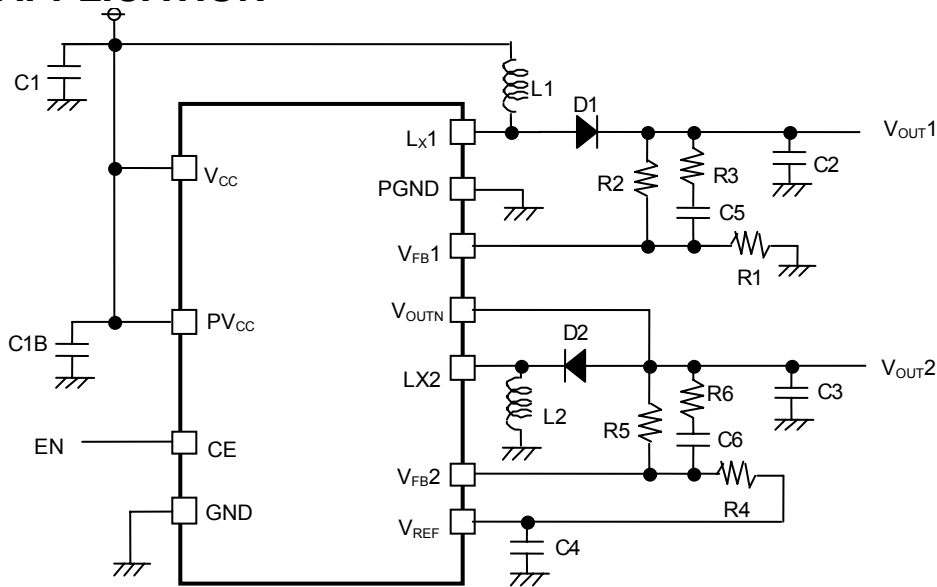 C1
L1
D1
LX1
VOUT1
C2
R2
R3
VCC
PGND
C5
VFB1
R1
VOUTN
PVCC
D2
C1B
LX2
VOUT2
R6
C3
L2
R5
C6
EN
CE
VFB2
R4
GND
VREF
C4